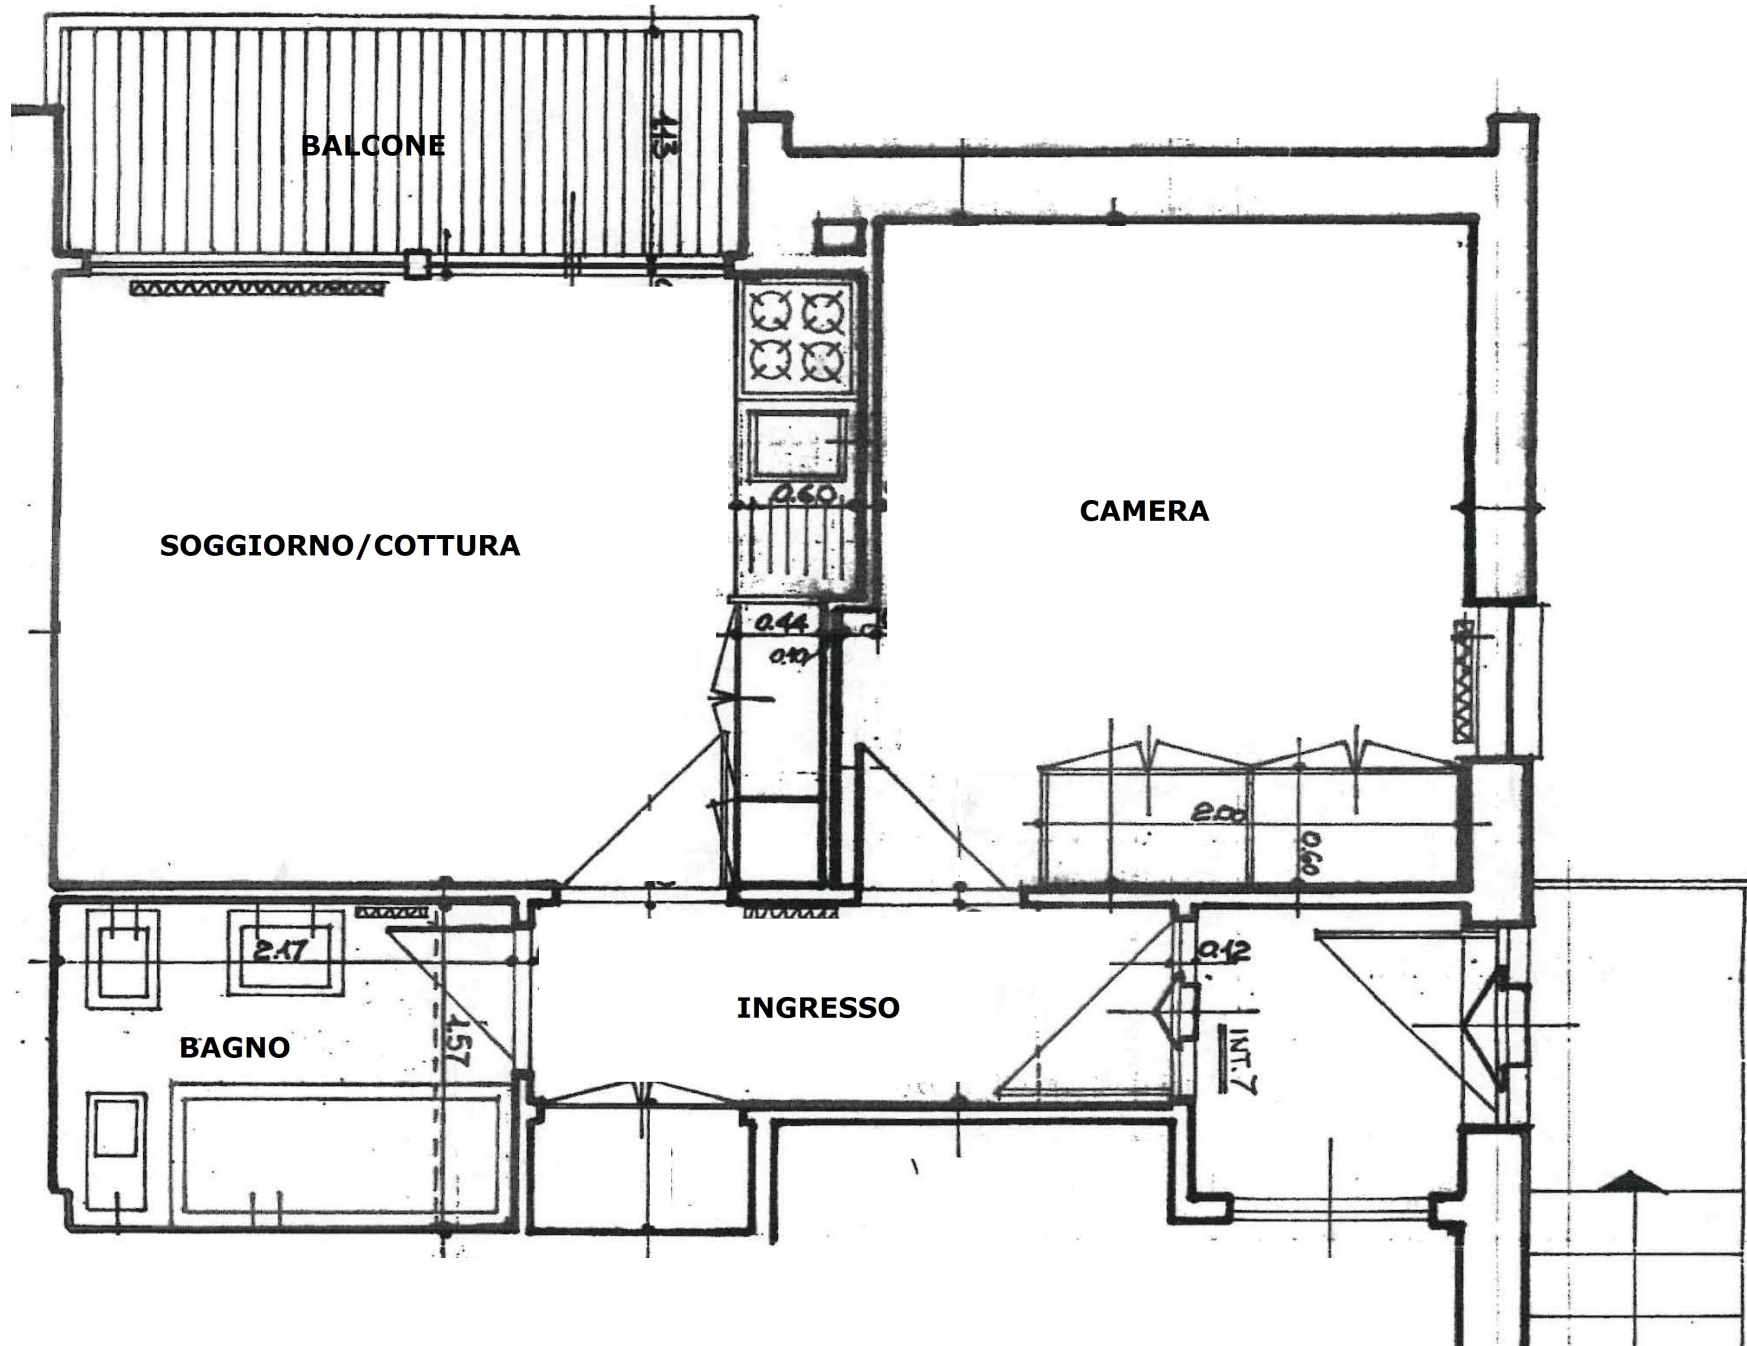 BALCONE
1.13
0.60
CAMERA
SOGGIORNO/COTTURA
0.44
0.10
2.00
0.60
2.17
0.12
INGRESSO
BAGNO
1.57
INT.7